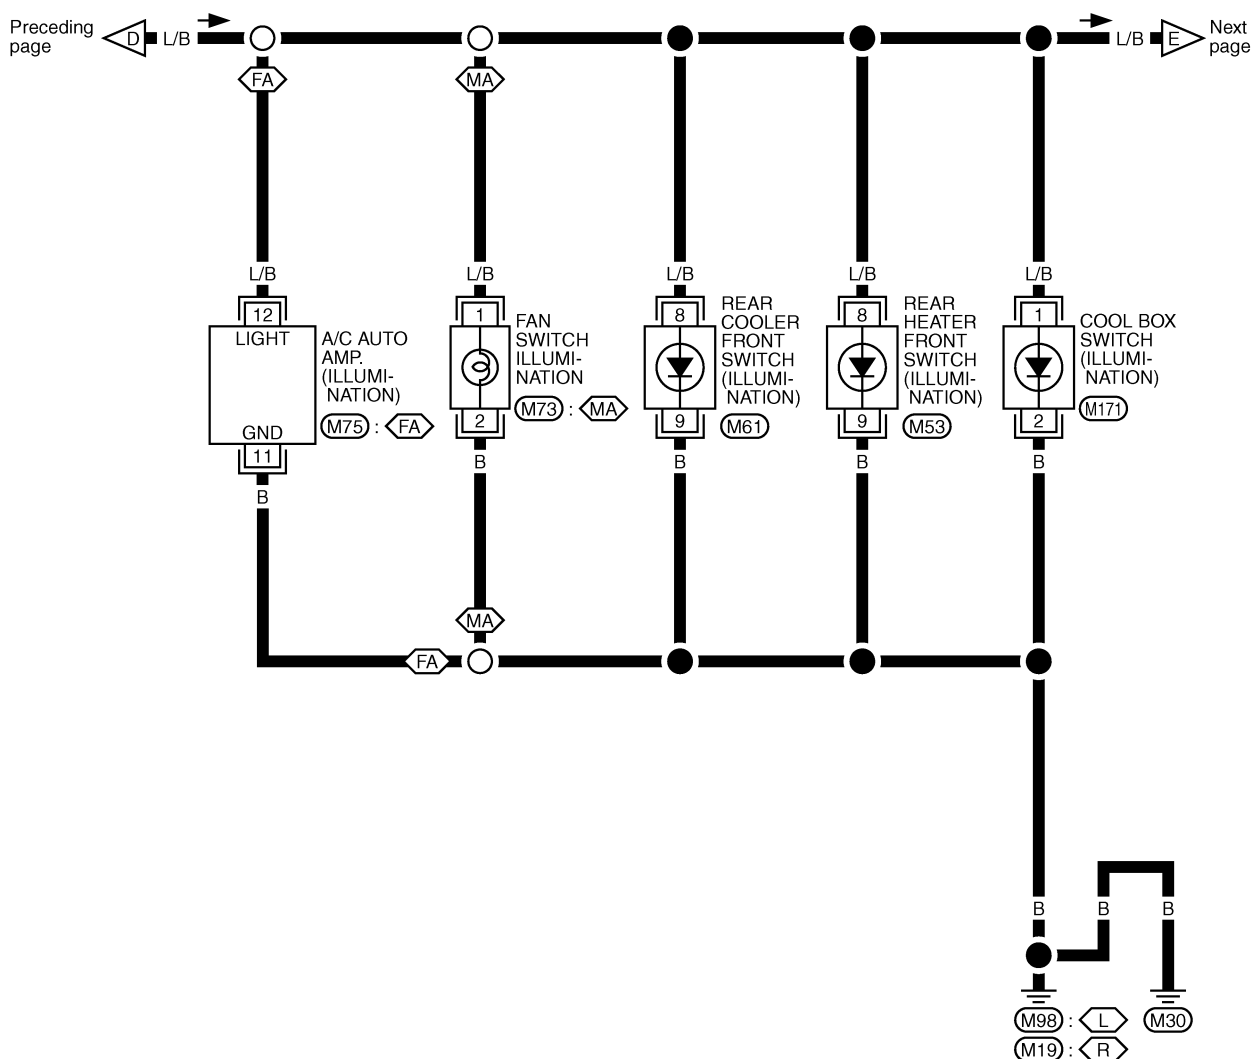 Preceding
page
D
L/B
L/B
E
Next
page
FA
MA
L/B
L/B
L/B
L/B
L/B
12
LIGHT
GND
11
A/C AUTO
AMP.
(ILLUMI-
NATION)
M75 : FA
1
2
FAN
SWITCH
ILLUMI-
NATION
M73 : MA
8
9
REAR
COOLER
FRONT
SWITCH
(ILLUMI-
NATION)
M61
8
9
REAR
HEATER
FRONT
SWITCH
(ILLUMI-
NATION)
M53
1
2
COOL BOX
SWITCH
(ILLUMI-
NATION)
M171
B
B
B
B
B
MA
FA
B
B
B
M98 : L
M30
M19 : R